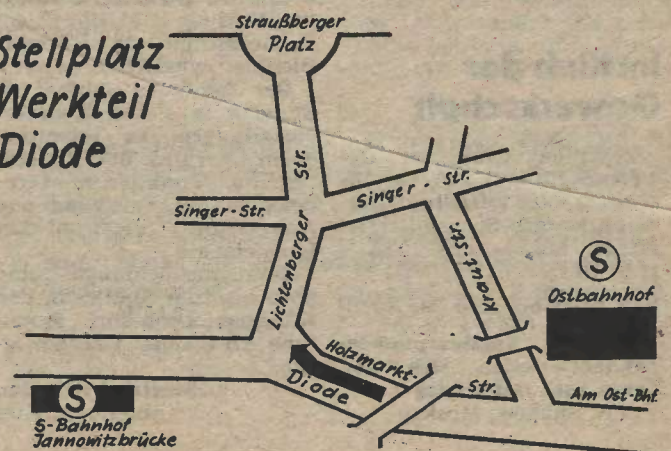 Stellplatz
Werkteil
Diode
Straußberger
Platz
Str.
Singer - Str.
Singer-Str.
Lichtenberger
Kraut-str.
S
Ostbahnhof
Holzmarkt-
Diode
Str.
Am Ost-Bhf.
S
S-Bahnhof
Jannowitzbrücke